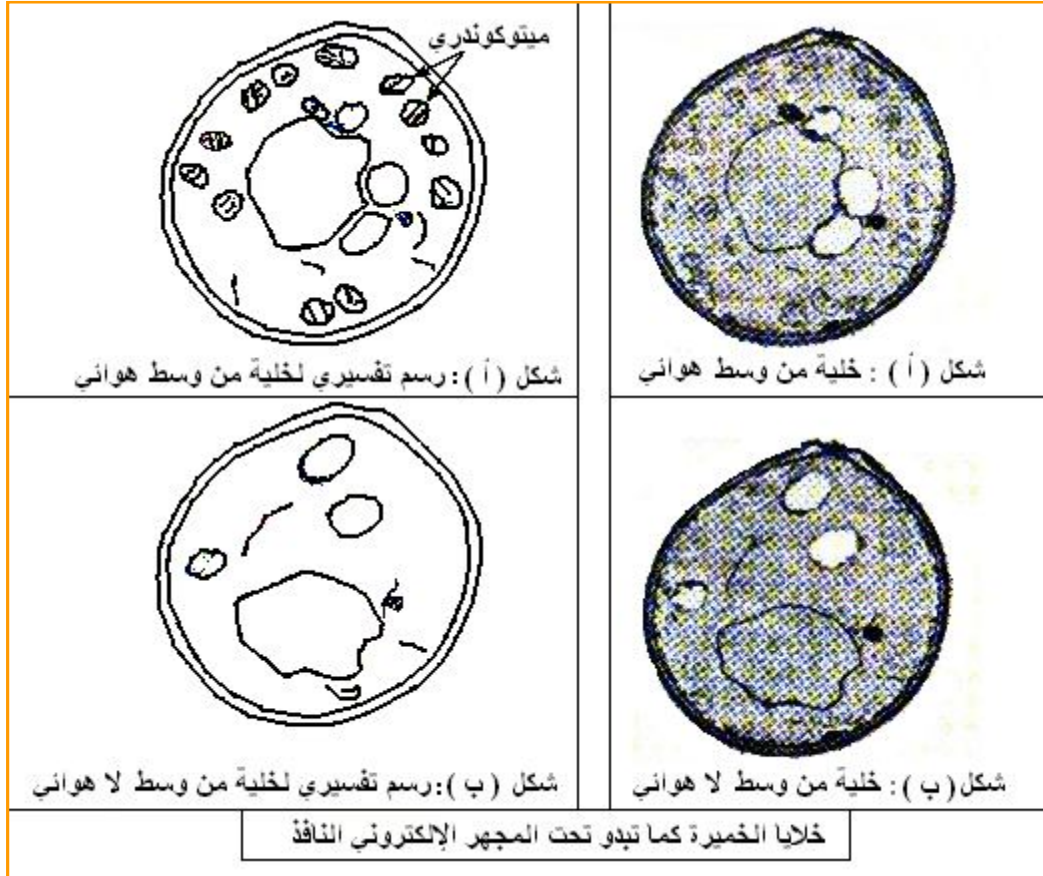 ميتوكوندري
شكل (أ) : خلية من وسط هوائي
شكل (أ): رسم تفسيري لخلية من وسط هوائي
شكل(ب): خلية من وسط لا هوائي
شكل (ب):رسم تفسيري لخلية من وسط لا هوائي
خلايا الخميرة كما تبدو تحت المجهر الإلكتروني النافذ